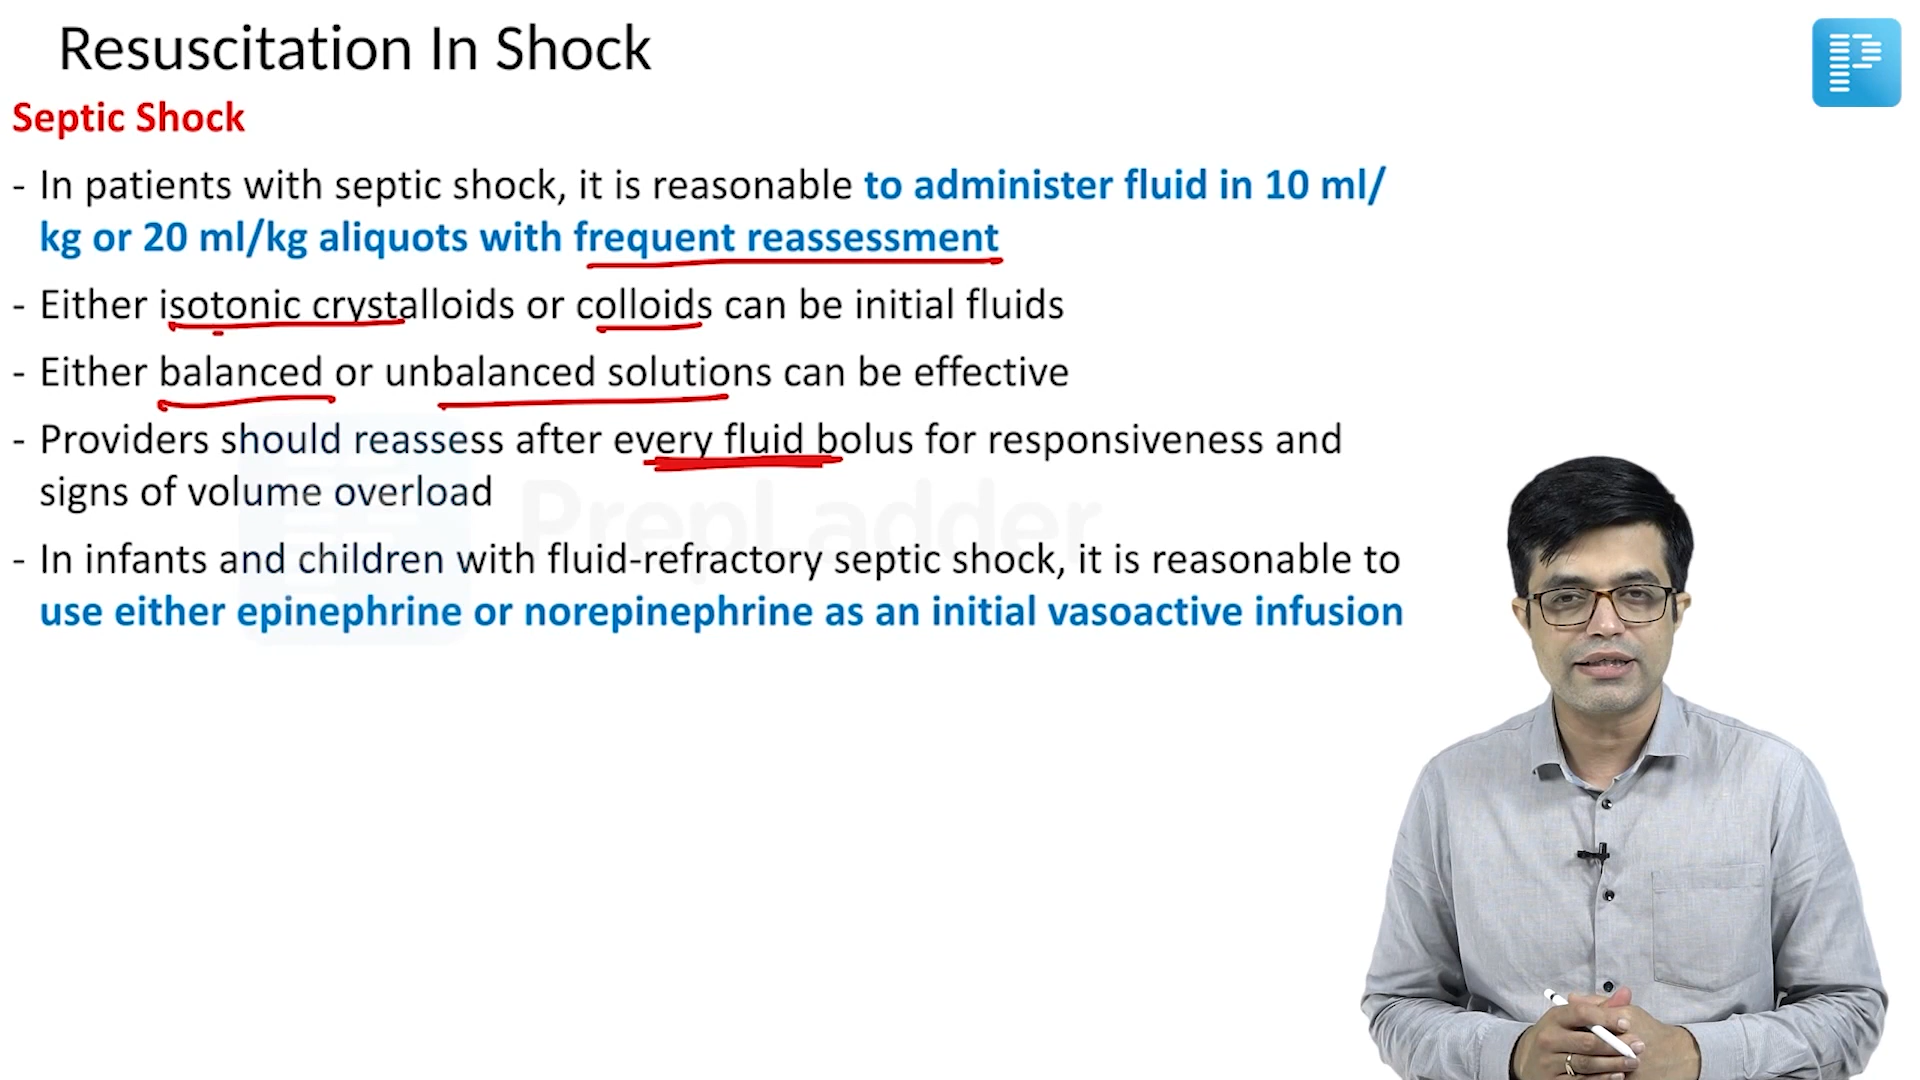 Resuscitation In Shock
Septic Shock
- In patients with septic shock, it is reasonable to administer fluid in 10 ml/
kg or 20 ml/kg aliquots with frequent reassessment
- Either isotonic crystalloids or colloids can be initial fluids
- Either balanced or unbalanced solutions can be effective
- Providers should reassess after every fluid bolus for responsiveness and
signs of volume overload
PrepLadder
- In infants and children with fluid-refractory septic shock, it is reasonable to
use either epinephrine or norepinephrine as an initial vasoactive infusion